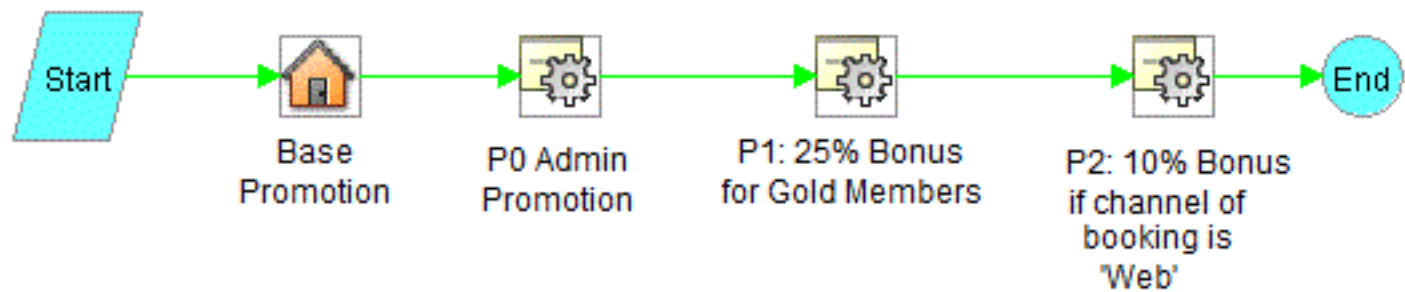 Start
End
Base
Promotion
P0 Admin
Promotion
P1: 25% Bonus
for Gold Members
P2: 10% Bonus
if channel of
booking is
'Web'